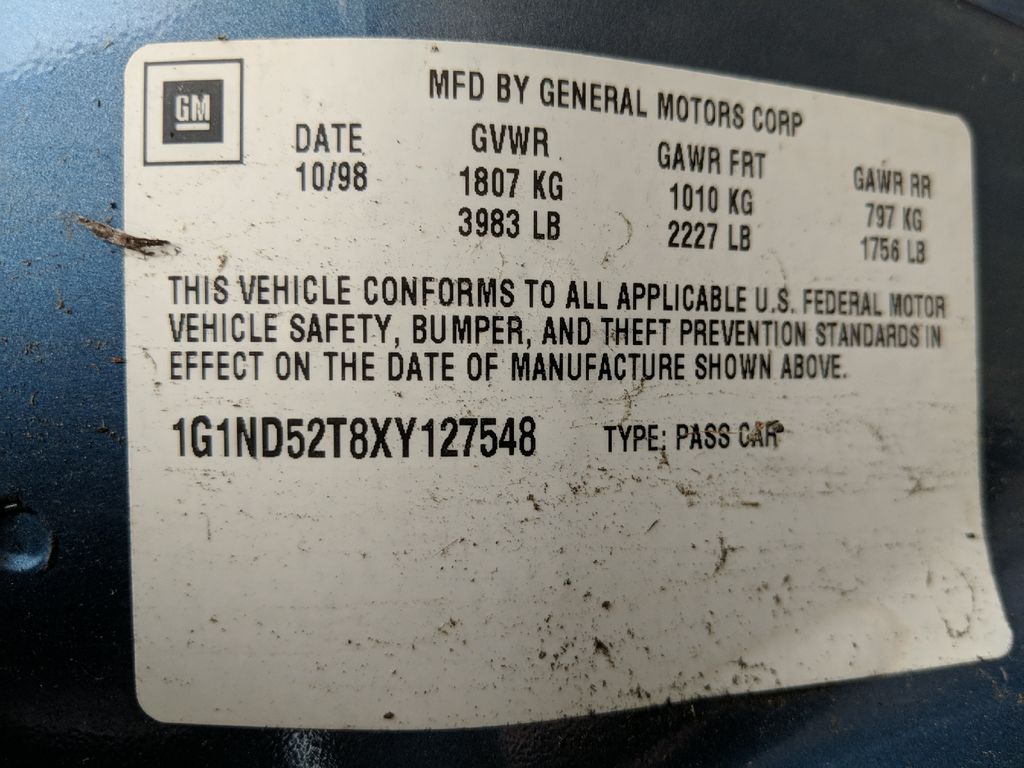 GM
MFD BY GENERAL MOTORS CORP
DATE GVWR GAWR FRT GAWR RR
10/98 1807 KG 1010 KG 797 KG
3983 LB 2227 LB 1756 LB
THIS VEHICLE CONFORMS TO ALL APPLICABLE U.S. FEDERAL MOTOR
VEHICLE SAFETY, BUMPER, AND THEFT PREVENTION STANDARDS IN
EFFECT ON THE DATE OF MANUFACTURE SHOWN ABOVE.
1G1ND52T8XY127548 TYPE: PASS CAR